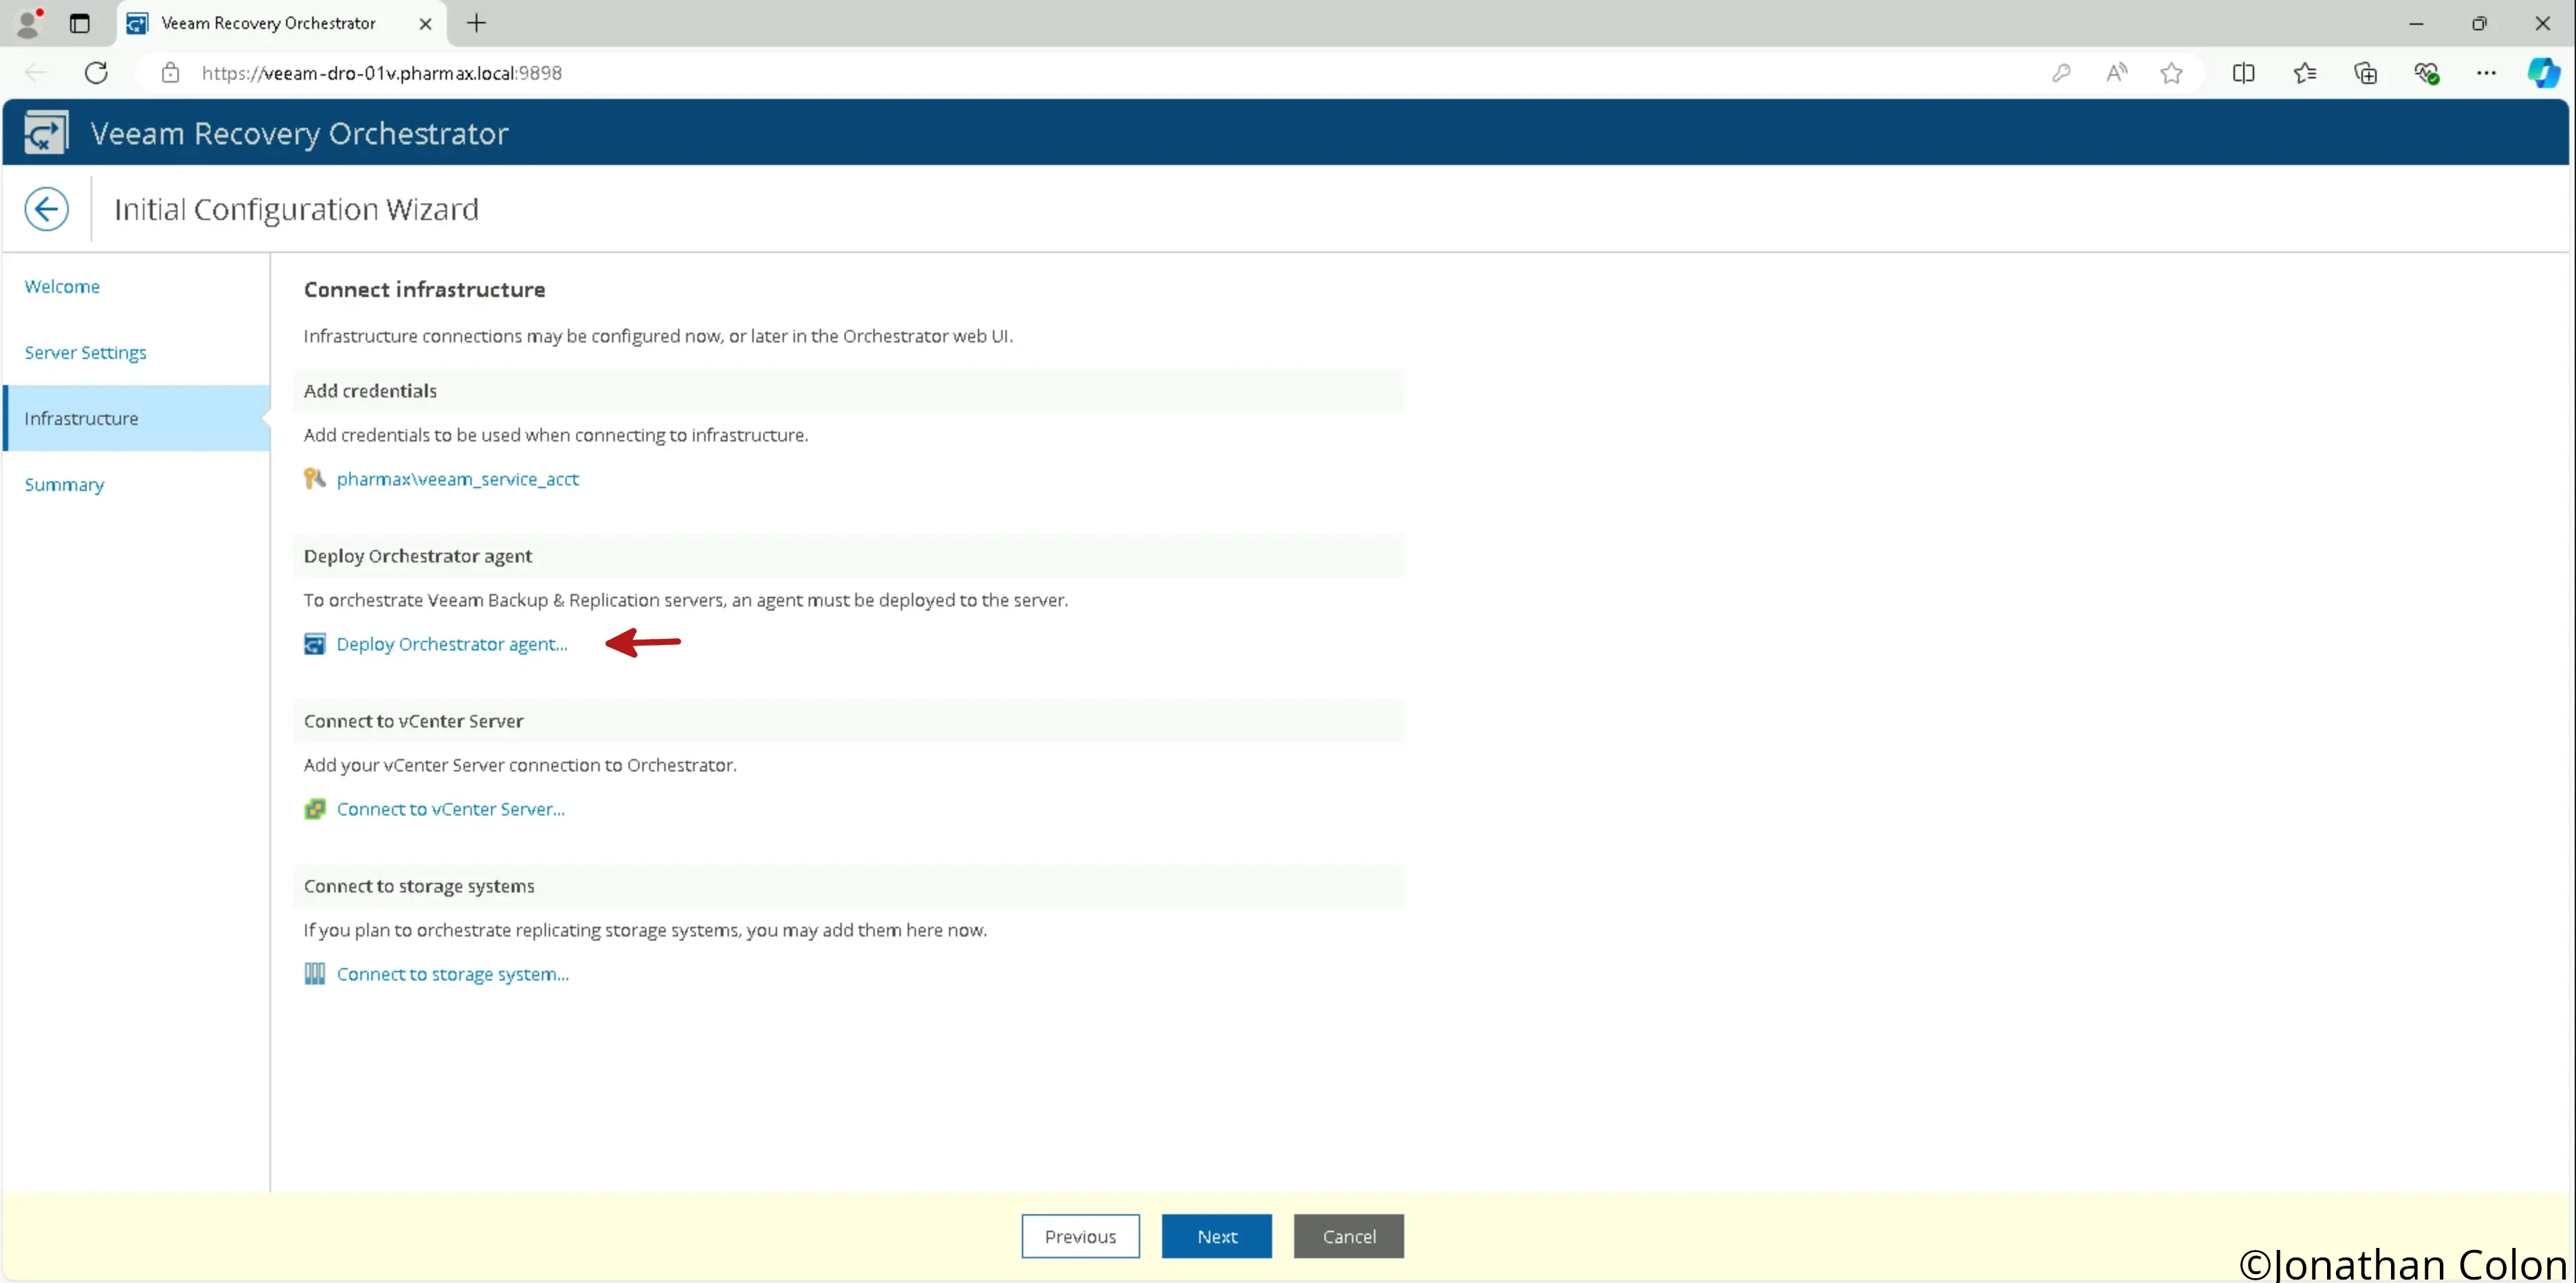 Veeam Recovery Orchestrator
https://veeam-dro-01v.pharmax.local:9898
Veeam Recovery Orchestrator
Initial Configuration Wizard
Welcome
Server Settings
Infrastructure
Summary
Connect infrastructure
Infrastructure connections may be configured now, or later in the Orchestrator web UI.
Add credentials
Add credentials to be used when connecting to infrastructure.
pharmax\veeam_service_acct
Deploy Orchestrator agent
To orchestrate Veeam Backup & Replication servers, an agent must be deployed to the server.
Deploy Orchestrator agent...
Connect to vCenter Server
Add your vCenter Server connection to Orchestrator.
Connect to vCenter Server...
Connect to storage systems
If you plan to orchestrate replicating storage systems, you may add them here now.
Connect to storage system...
Previous
Next
Cancel
©Jonathan Colon